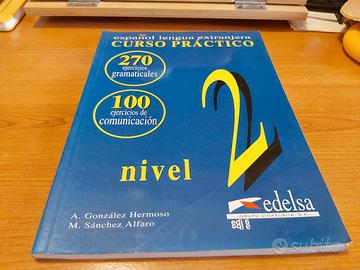 español lengua extranjera
CURSO PRÁCTICO
270
ejercicios
gramaticales
100
ejercicios de
comunicación
2
nivel
A. González Hermoso
M. Sánchez Alfaro
edelsa
GRUPO DIDASCALIA, S.A.
edi
subito